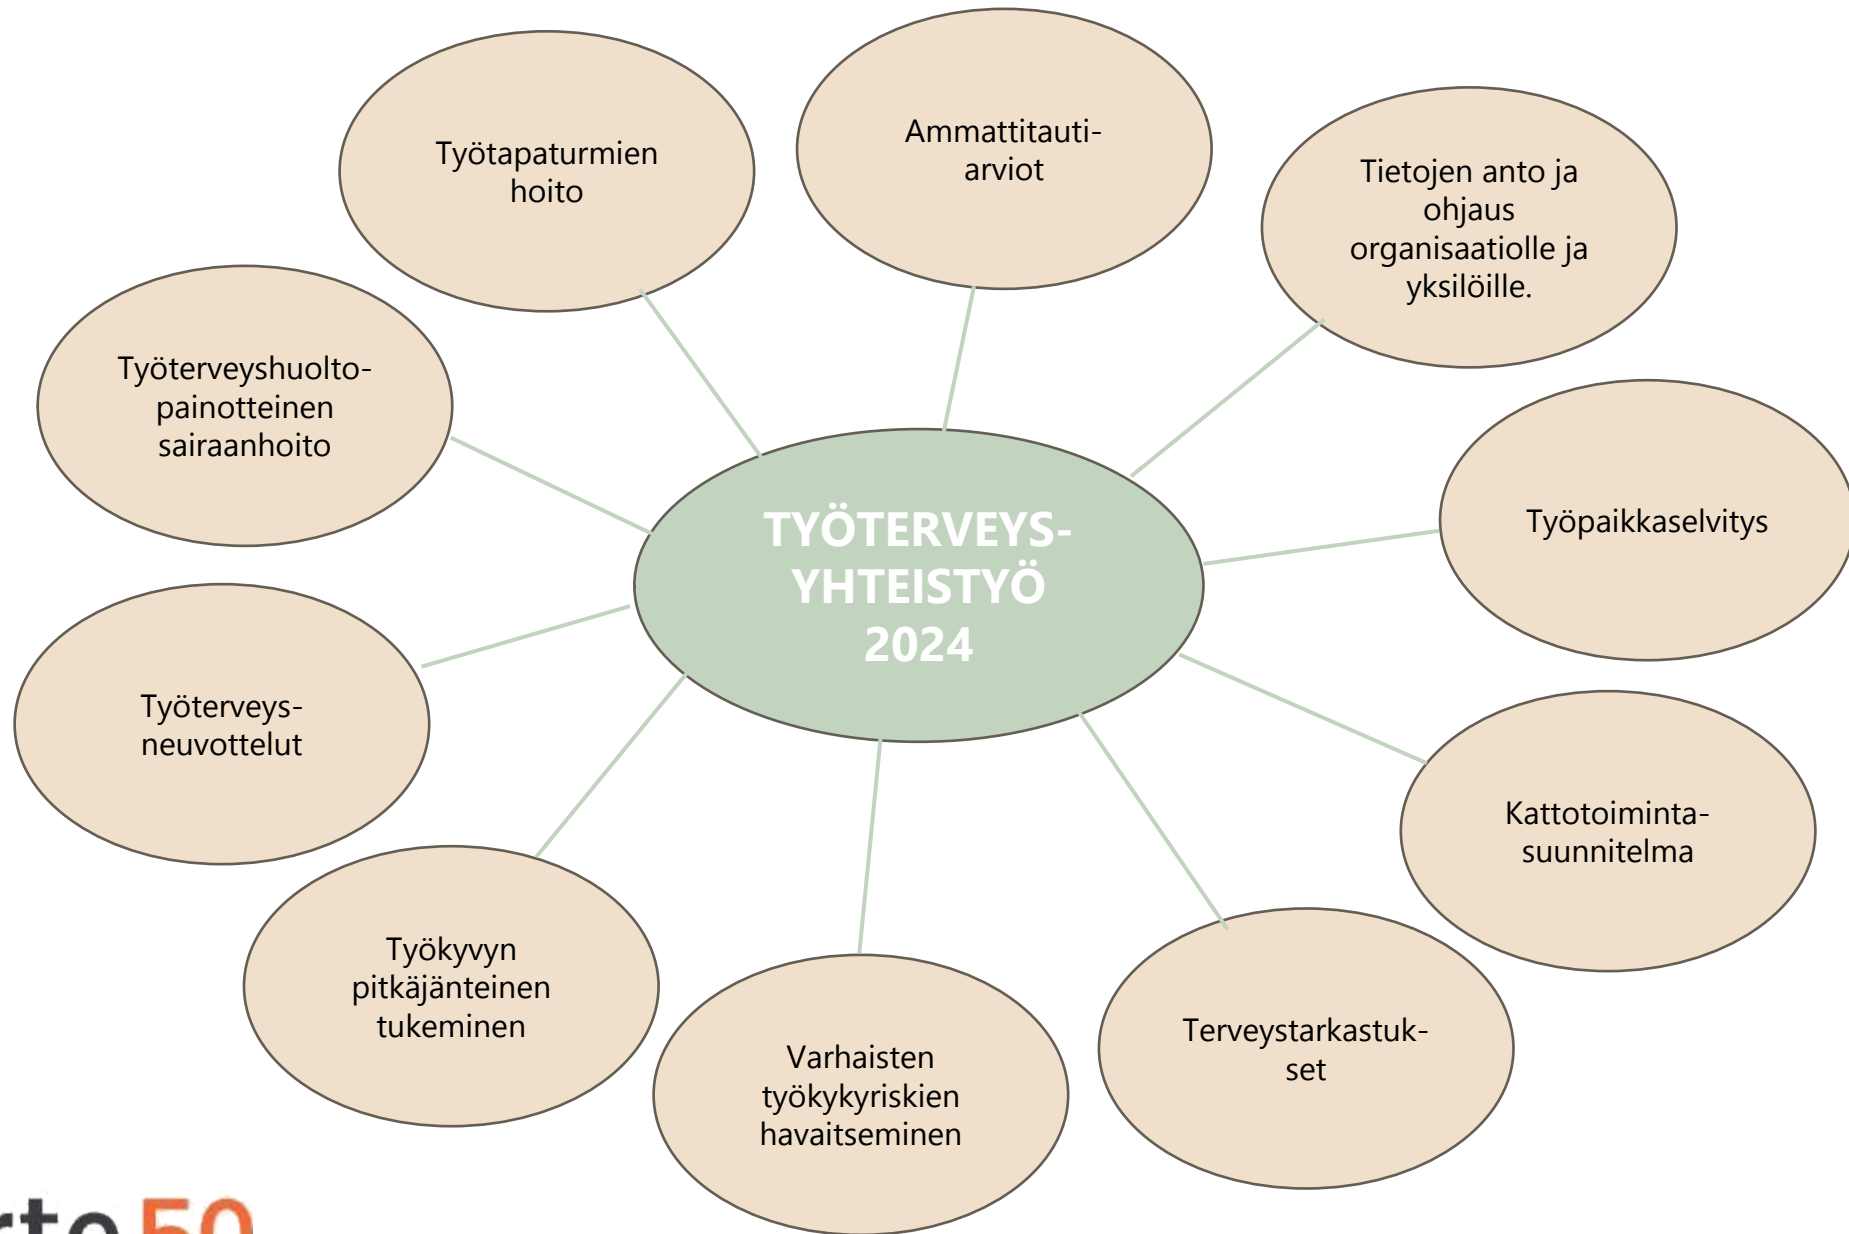 Ammattitauti-
arviot
Tietojen anto ja
ohjaus
organisaatiolle ja
yksilöille.
Työpaikkaselvitys
Kattotoiminta-
suunnitelma
Terveystarkastuk-
set
Varhaisten
työkykyriskien
havaitseminen
Työkyvyn
pitkäjänteinen
tukeminen
Työterveys-
neuvottelut
Työterveyshuolto-
painotteinen
sairaanhoito
Työtapaturmien
hoito
TYÖTERVEYS-
YHTEISTYÖ
2024
50